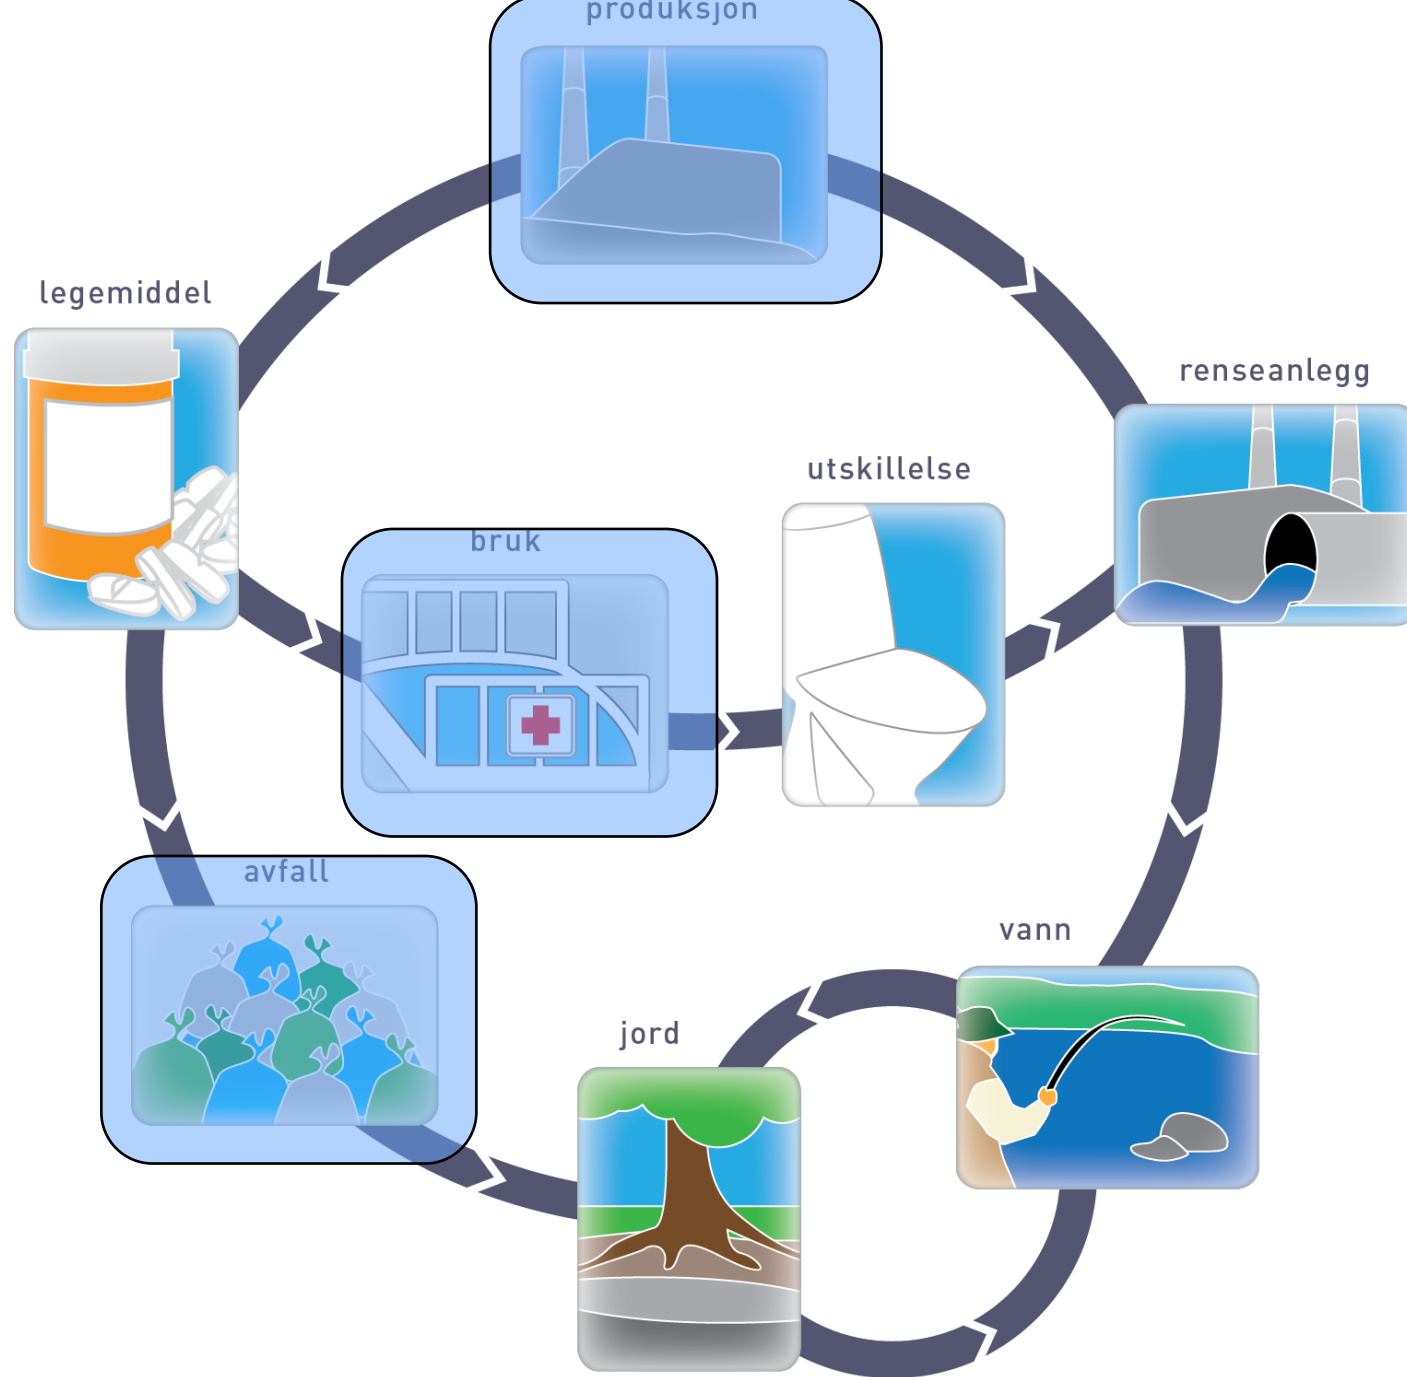 produksjon
legemiddel
renseanlegg
utskillelse
bruk
avfall
vann
jord